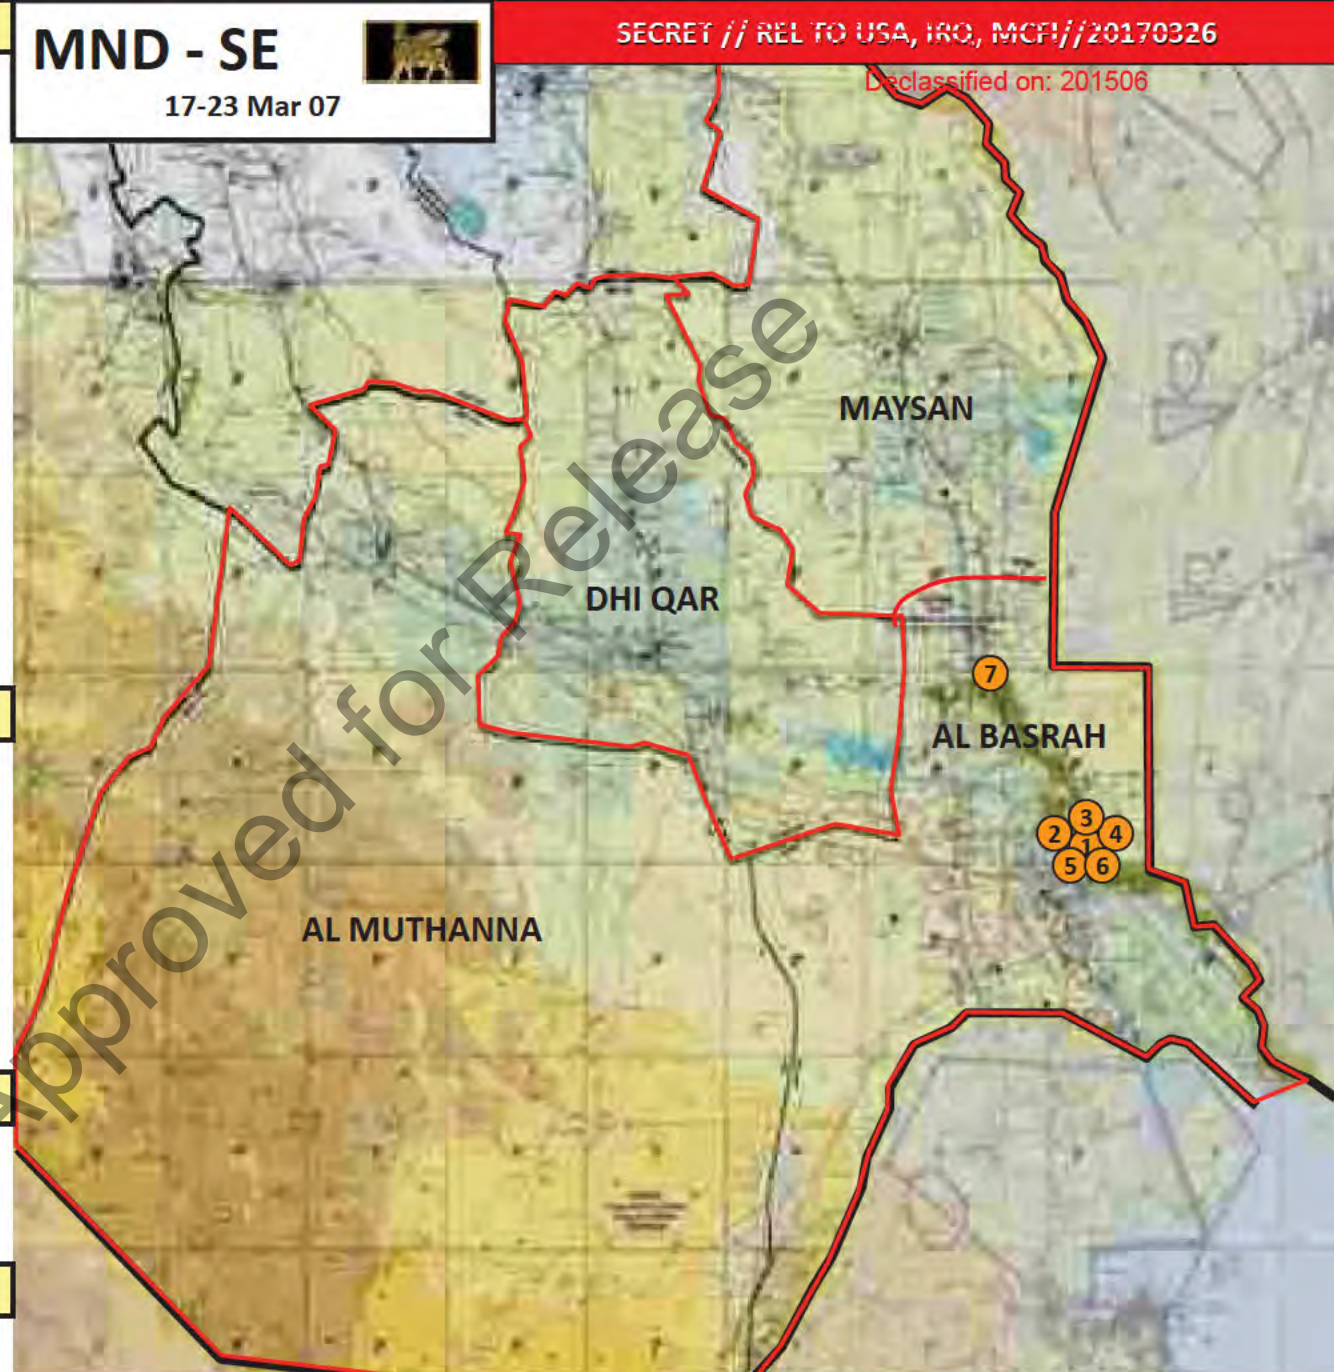 MND - SE
17-23 Mar 07
SECRET // REL TO USA, IRQ, MCFI//20170326
Declassified on: 201506
MAYSAN
DHI QAR
7
AL BASRAH
3
2
4
1
5
6
AL MUTHANNA
Approved for Release